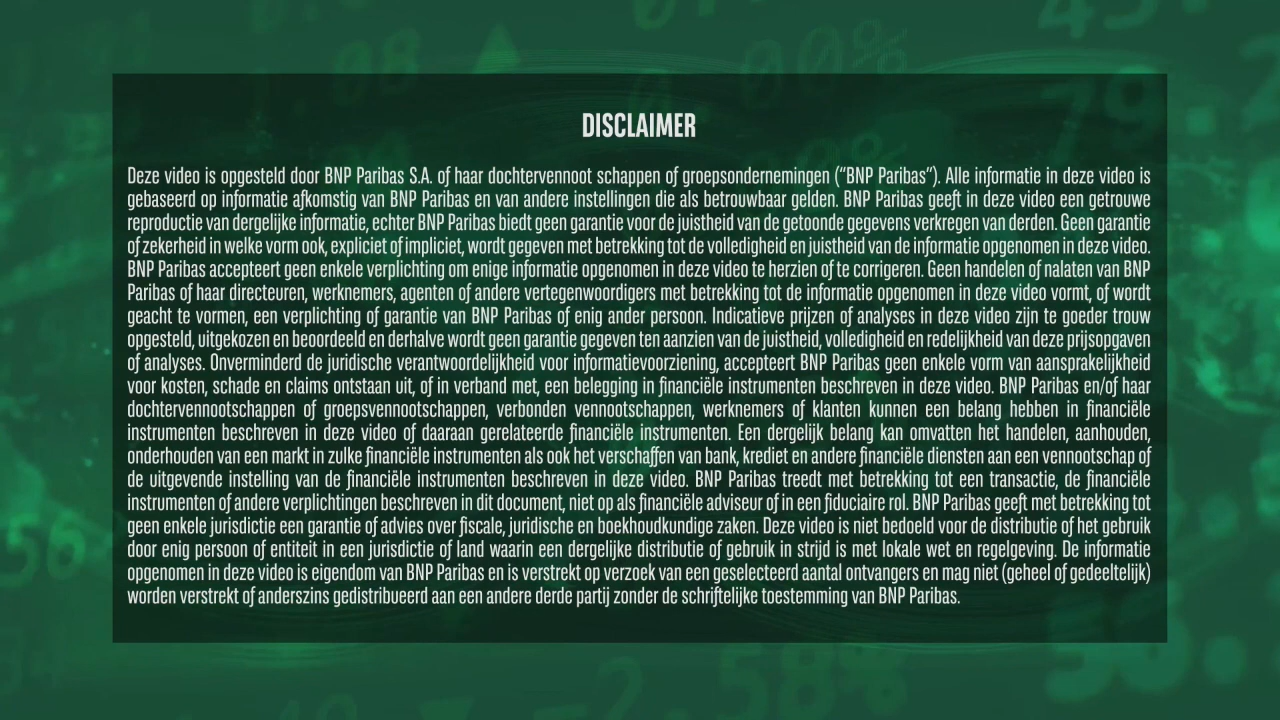 DISCLAIMER
Deze video is opgesteld door BNP Paribas S.A. of haar dochtervennoot schappen of groepsondernemingen (“BNP Paribas”). Alle informatie in deze video is
gebaseerd op informatie afkomstig van BNP Paribas en van andere instellingen die als betrouwbaar gelden. BNP Paribas geeft in deze video een getrouwe
reproductie van dergelijke informatie, echter BNP Paribas biedt geen garantie voor de juistheid van de getoonde gegevens verkregen van derden. Geen garantie
of zekerheid in welke vorm ook, expliciet of impliciet, wordt gegeven met betrekking tot de volledigheid en juistheid van de informatie opgenomen in deze video.
BNP Paribas accepteert geen enkele verplichting om enige informatie opgenomen in deze video te herzien of te corrigeren. Geen handelen of nalaten van BNP
Paribas of haar directeuren, werknemers, agenten of andere vertegenwoordigers met betrekking tot de informatie opgenomen in deze video vormt, of wordt
geacht te vormen, een verplichting of garantie van BNP Paribas of enig ander persoon. Indicatieve prijzen of analyses in deze video zijn te goeder trouw
opgesteld, uitgekozen en beoordeeld en derhalve wordt geen garantie gegeven ten aanzien van de juistheid, volledigheid en redelijkheid van deze prijsopgaven
of analyses. Onverminderd de juridische verantwoordelijkheid voor informatievoorziening, accepteert BNP Paribas geen enkele vorm van aansprakelijkheid
voor kosten, schade en claims ontstaan uit, of in verband met, een belegging in financiële instrumenten beschreven in deze video. BNP Paribas en/of haar
dochtervennootschappen of groepsvennootschappen, verbonden vennootschappen, werknemers of klanten kunnen een belang hebben in financiële
instrumenten beschreven in deze video of daaraan gerelateerde financiële instrumenten. Een dergelijk belang kan omvatten het handelen, aanhouden,
onderhouden van een markt in zulke financiële instrumenten als ook het verschaffen van bank, krediet en andere financiële diensten aan een vennootschap of
de uitgevende instelling van de financiële instrumenten beschreven in deze video. BNP Paribas treedt met betrekking tot een transactie, de financiële
instrumenten of andere verplichtingen beschreven in dit document, niet op als financiële adviseur of in een fiduciaire rol. BNP Paribas geeft met betrekking tot
geen enkele jurisdictie een garantie of advies over fiscale, juridische en boekhoudkundige zaken. Deze video is niet bedoeld voor de distributie of het gebruik
door enig persoon of entiteit in een jurisdictie of land waarin een dergelijke distributie of gebruik in strijd is met lokale wet en regelgeving. De informatie
opgenomen in deze video is eigendom van BNP Paribas en is verstrekt op verzoek van een geselecteerd aantal ontvangers en mag niet (geheel of gedeeltelijk)
worden verstrekt of anderszins gedistribueerd aan een andere derde partij zonder de schriftelijke toestemming van BNP Paribas.